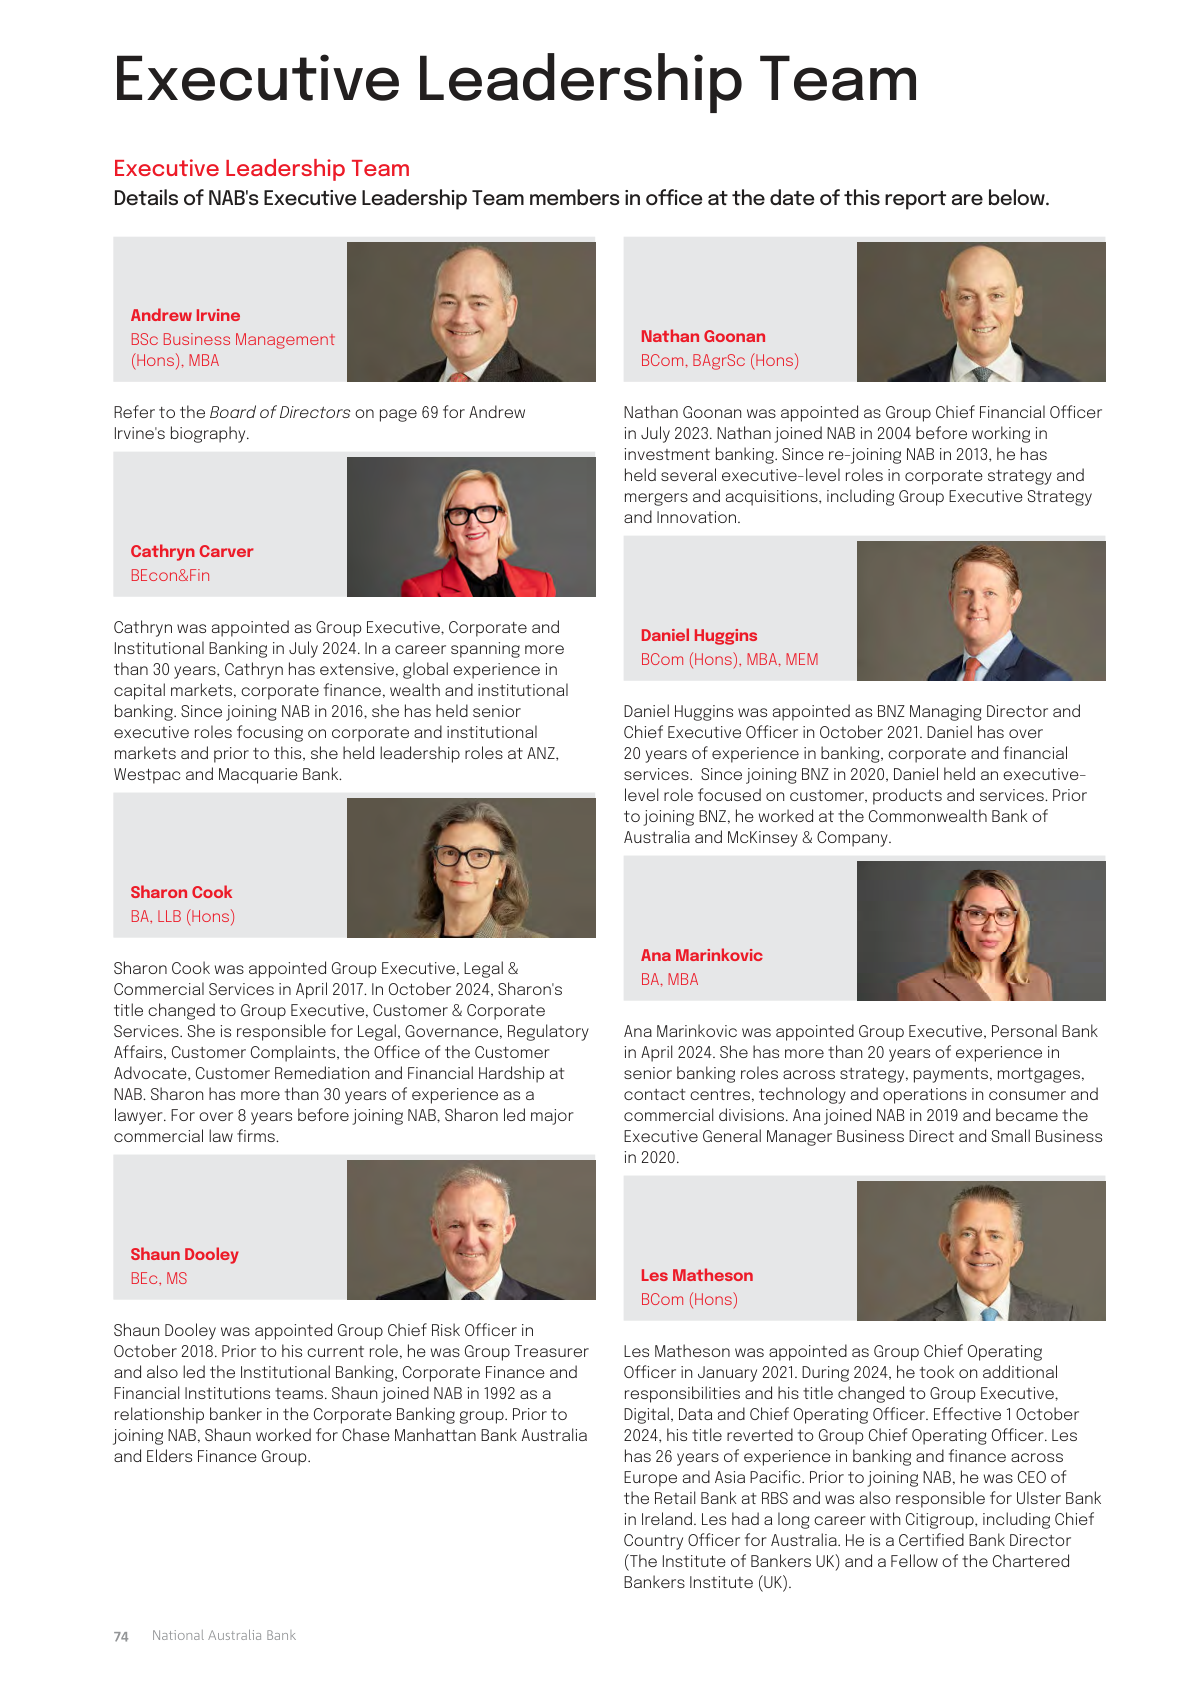 Executive Leadership Team
Executive Leadership Team
Details of NAB's Executive Leadership Team members in office at the date of this report are below.
Andrew Irvine
BSc Business Management
(Hons), MBA
Refer to the Board of Directors on page 69 for Andrew
Irvine's biography.
Cathryn Carver
BEcon&Fin
Cathryn was appointed as Group Executive, Corporate and
Institutional Banking in July 2024. In a career spanning more
than 30 years, Cathryn has extensive, global experience in
capital markets, corporate finance, wealth and institutional
banking. Since joining NAB in 2016, she has held senior
executive roles focusing on corporate and institutional
markets and prior to this, she held leadership roles at ANZ,
Westpac and Macquarie Bank.
Sharon Cook
BA, LLB (Hons)
Sharon Cook was appointed Group Executive, Legal &
Commercial Services in April 2017. In October 2024, Sharon's
title changed to Group Executive, Customer & Corporate
Services. She is responsible for Legal, Governance, Regulatory
Affairs, Customer Complaints, the Office of the Customer
Advocate, Customer Remediation and Financial Hardship at
NAB. Sharon has more than 30 years of experience as a
lawyer. For over 8 years before joining NAB, Sharon led major
commercial law firms.
Shaun Dooley
BEc, MS
Shaun Dooley was appointed Group Chief Risk Officer in
October 2018. Prior to his current role, he was Group Treasurer
and also led the Institutional Banking, Corporate Finance and
Financial Institutions teams. Shaun joined NAB in 1992 as a
relationship banker in the Corporate Banking group. Prior to
joining NAB, Shaun worked for Chase Manhattan Bank Australia
and Elders Finance Group.
Nathan Goonan
BCom, BAgrSc (Hons)
Nathan Goonan was appointed as Group Chief Financial Officer
in July 2023. Nathan joined NAB in 2004 before working in
investment banking. Since re-joining NAB in 2013, he has
held several executive-level roles in corporate strategy and
mergers and acquisitions, including Group Executive Strategy
and Innovation.
Daniel Huggins
BCom (Hons), MBA, MEM
Daniel Huggins was appointed as BNZ Managing Director and
Chief Executive Officer in October 2021. Daniel has over
20 years of experience in banking, corporate and financial
services. Since joining BNZ in 2020, Daniel held an executive-
level role focused on customer, products and services. Prior
to joining BNZ, he worked at the Commonwealth Bank of
Australia and McKinsey & Company.
Ana Marinkovic
BA, MBA
Ana Marinkovic was appointed Group Executive, Personal Bank
in April 2024. She has more than 20 years of experience in
senior banking roles across strategy, payments, mortgages,
contact centres, technology and operations in consumer and
commercial divisions. Ana joined NAB in 2019 and became the
Executive General Manager Business Direct and Small Business
in 2020.
Les Matheson
BCom (Hons)
Les Matheson was appointed as Group Chief Operating
Officer in January 2021. During 2024, he took on additional
responsibilities and his title changed to Group Executive,
Digital, Data and Chief Operating Officer. Effective 1 October
2024, his title reverted to Group Chief Operating Officer. Les
has 26 years of experience in banking and finance across
Europe and Asia Pacific. Prior to joining NAB, he was CEO of
the Retail Bank at RBS and was also responsible for Ulster Bank
in Ireland. Les had a long career with Citigroup, including Chief
Country Officer for Australia. He is a Certified Bank Director
(The Institute of Bankers UK) and a Fellow of the Chartered
Bankers Institute (UK).
74 National Australia Bank